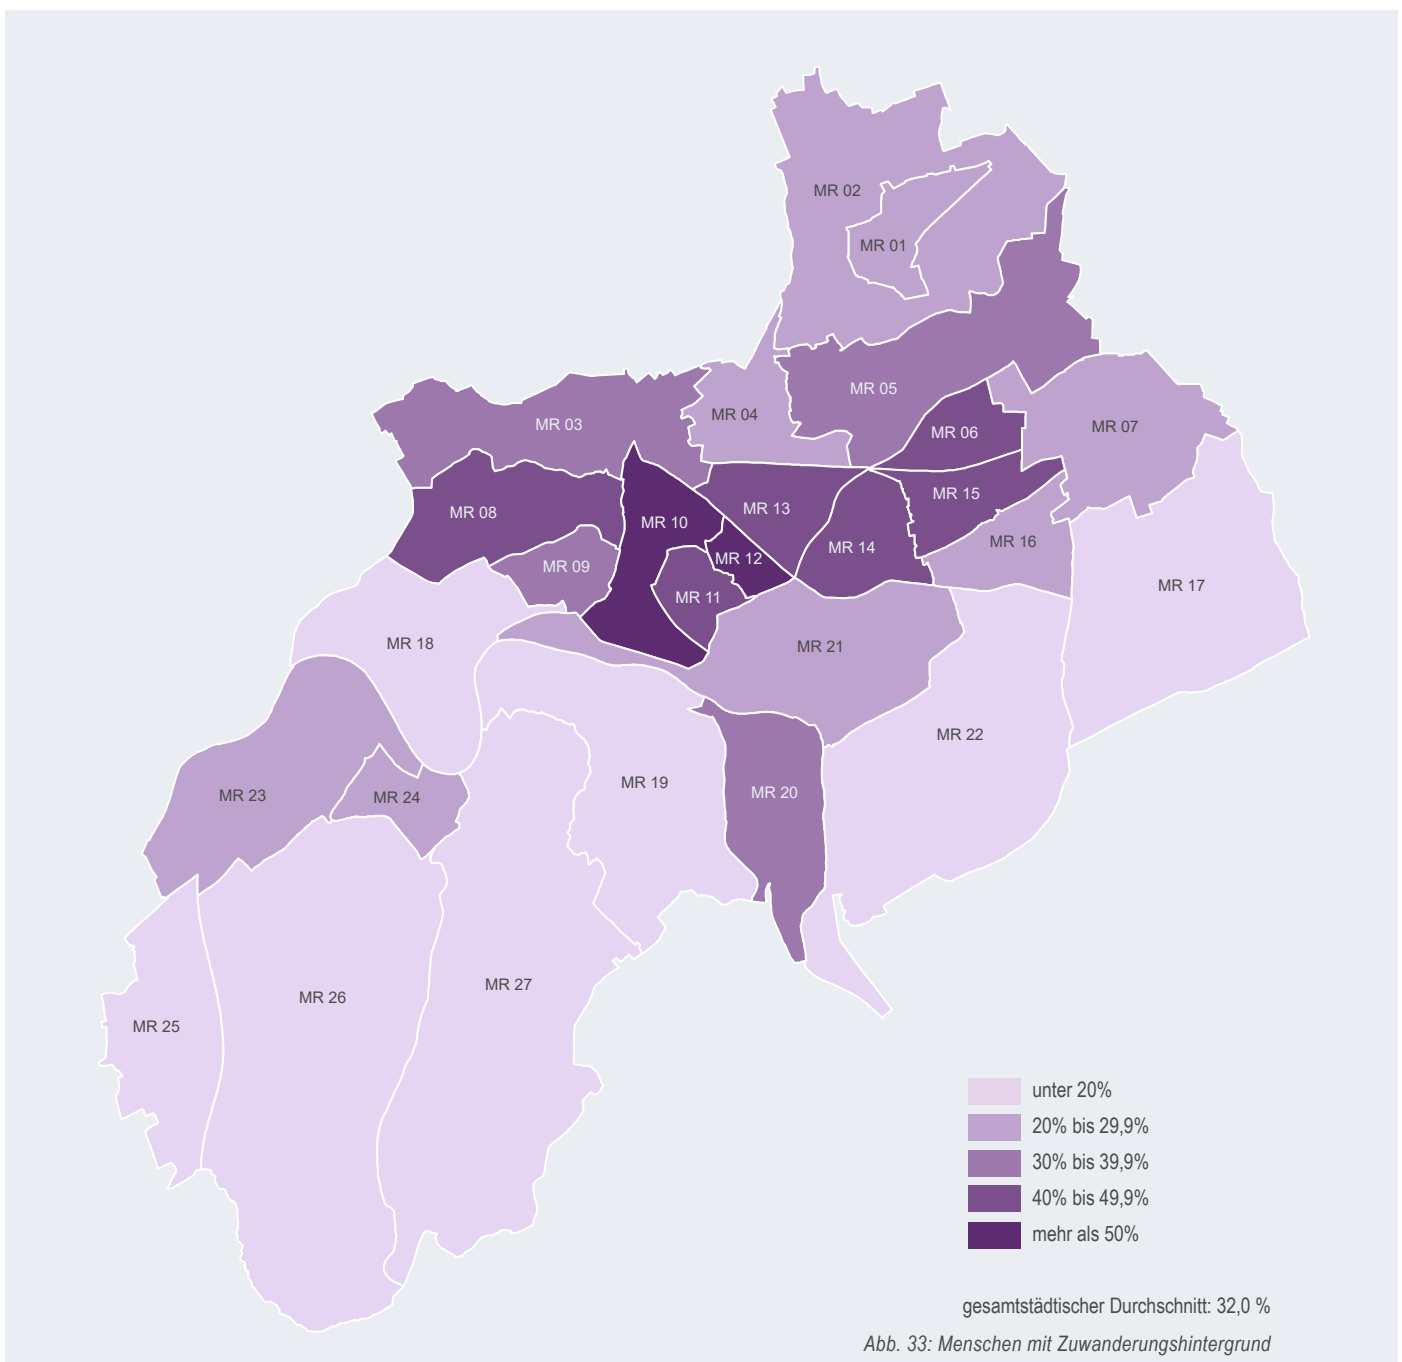 MR 02
MR 01
MR 05
MR 04
MR 03
MR 07
MR 06
MR 15
MR 13
MR 08
MR 10
MR 16
MR 14
MR 12
MR 09
MR 17
MR 11
MR 18
MR 21
MR 22
MR 19
MR 20
MR 23
MR 24
MR 27
MR 26
MR 25
unter 20%
20% bis 29,9%
30% bis 39,9%
40% bis 49,9%
mehr als 50%
gesamtstädtischer Durchschnitt: 32,0 %
Abb. 33: Menschen mit Zuwanderungshintergrund